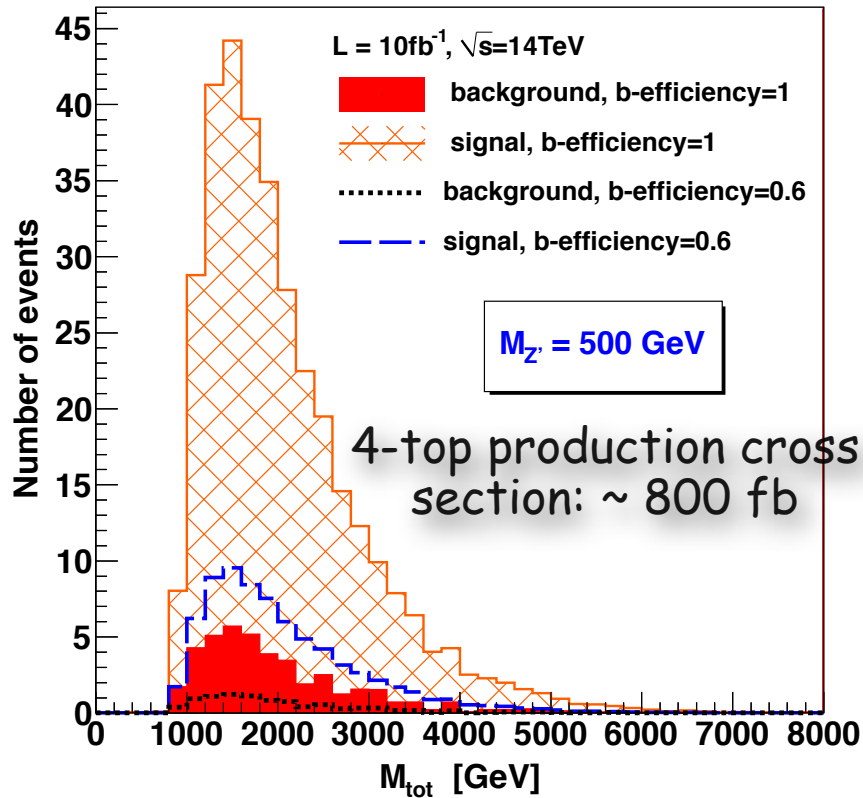 L = 10fb⁻¹, √s=14TeV
background, b-efficiency=1
signal, b-efficiency=1
background, b-efficiency=0.6
signal, b-efficiency=0.6
M_Z' = 500 GeV
4-top production cross
section: ~ 800 fb
Number of events
45
40
35
30
25
20
15
10
5
0
0 1000 2000 3000 4000 5000 6000 7000 8000
M_tot [GeV]